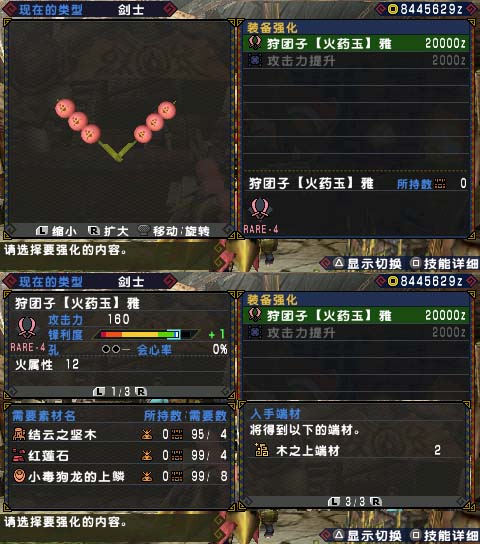 现在的类型 剑士
8445629z
装备强化
狩团子【火药玉】雅 20000z
攻击力提升 2000z
狩团子【火药玉】雅 所持数 0
RARE-4
L 缩小 R 扩大 移动:旋转
请选择要强化的内容。
△显示切换 □技能详细
现在的类型 剑士
8445629z
狩团子【火药玉】雅
攻击力 160
锋利度 +1
RARE-4
孔 ○○— 会心率 0%
火属性 12
L 1/3 R
需要素材名 所持数 需要数
结云之坚木 0 95/ 4
红莲石 0 99/ 4
小毒狗龙的上鳞 0 99/ 8
装备强化
狩团子【火药玉】雅 20000z
攻击力提升 2000z
入手端材
将得到以下的端材。
木之上端材 2
L 3/3 R
请选择要强化的内容。
△显示切换 □技能详细